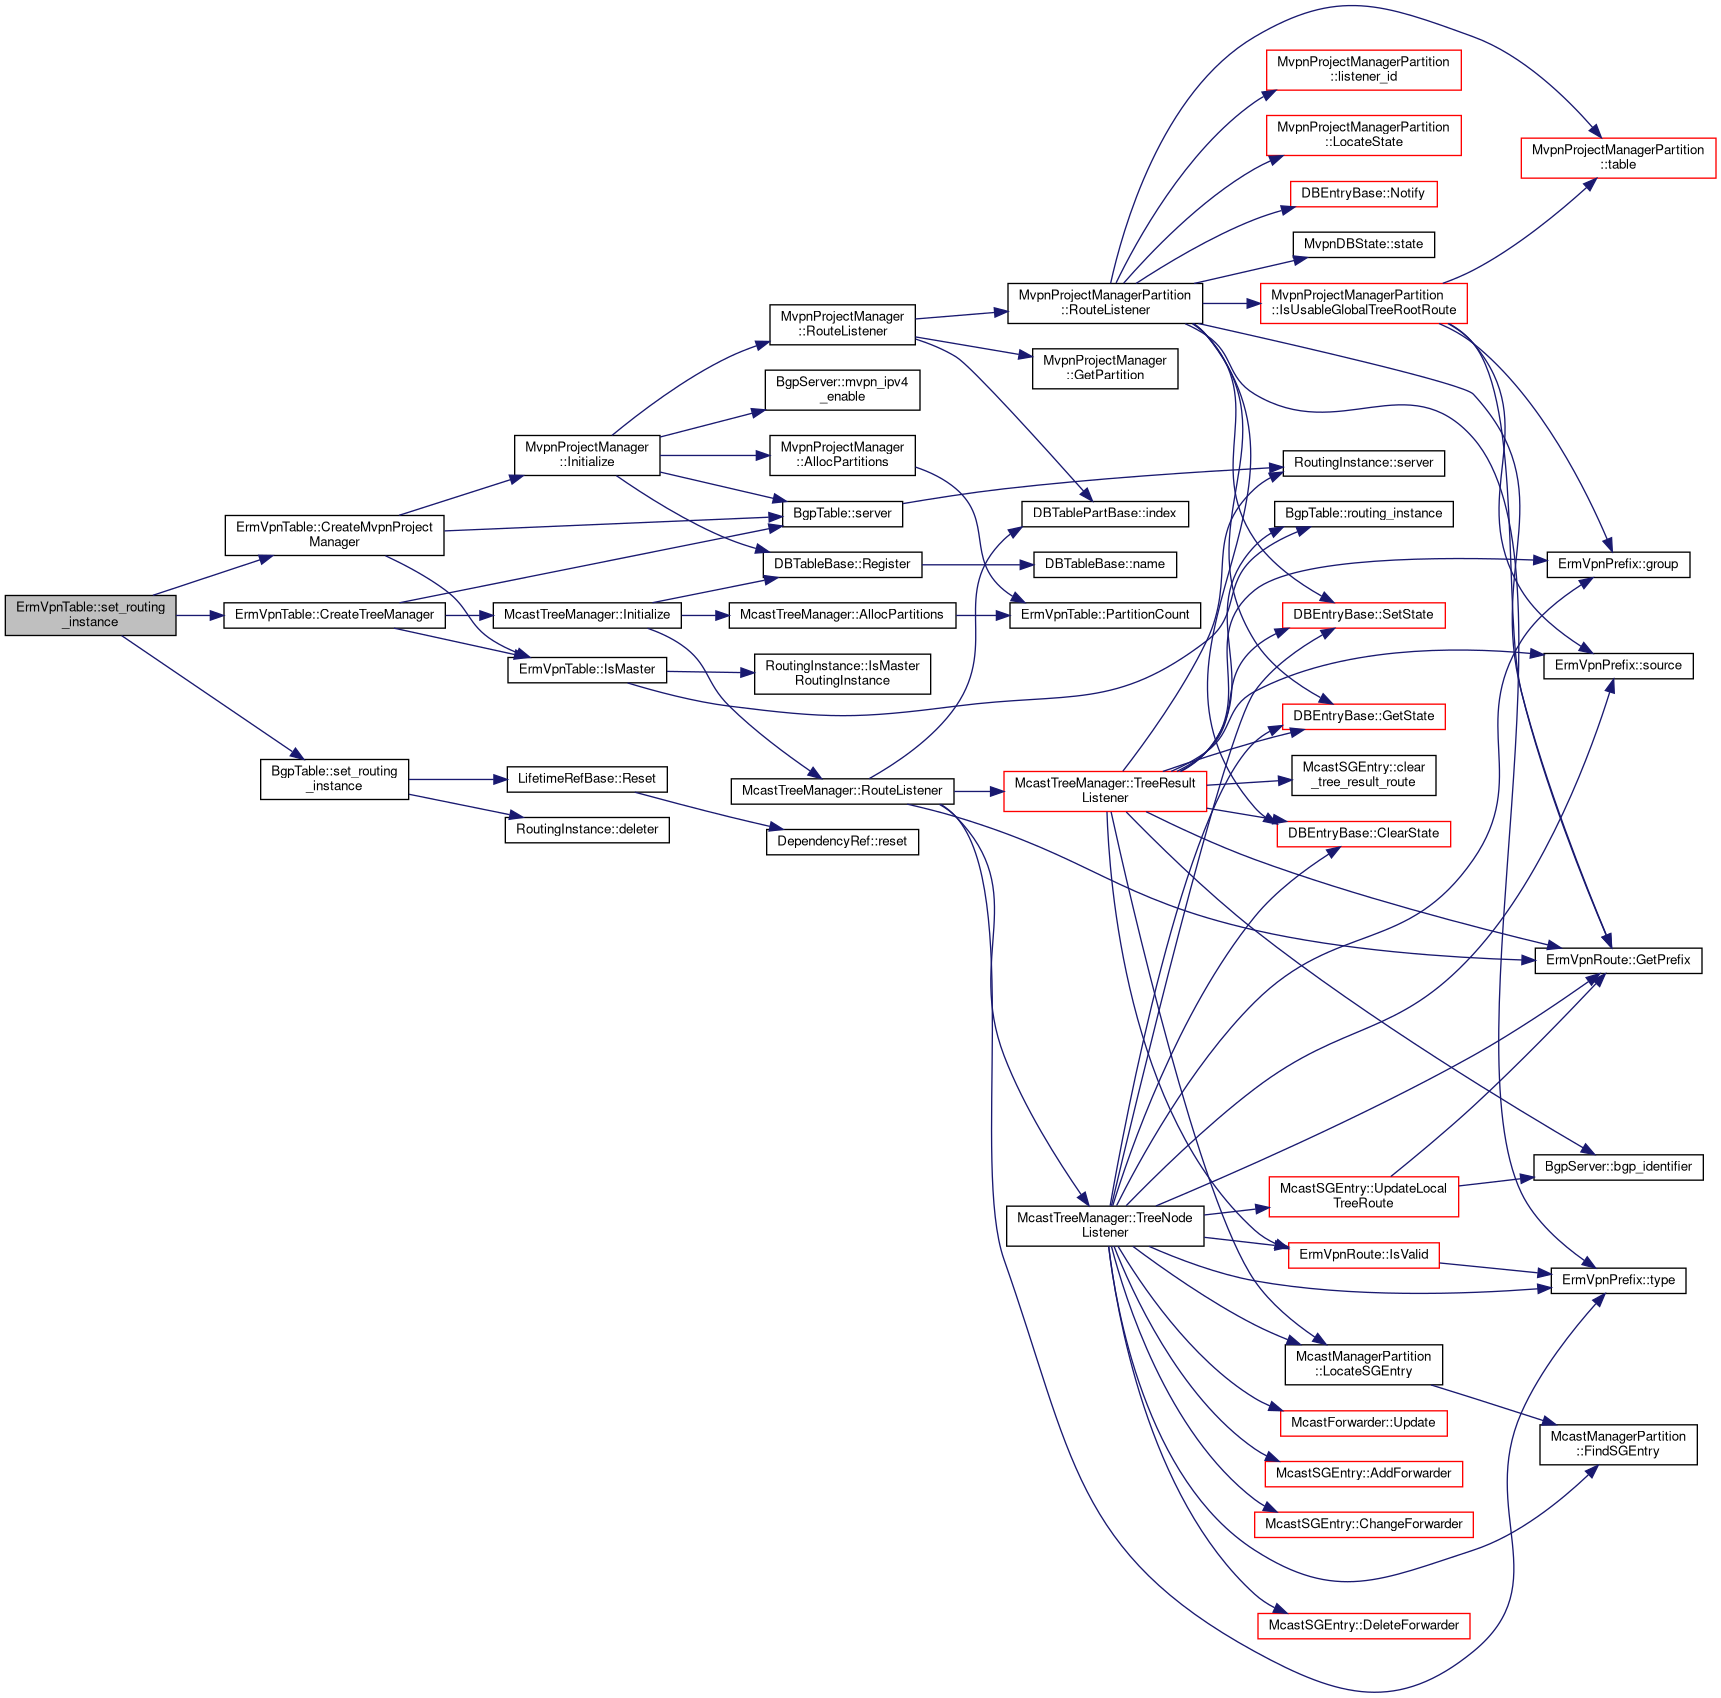 ErmVpnTable::set_routing
_instance
ErmVpnTable::CreateMvpnProject
Manager
ErmVpnTable::CreateTreeManager
BgpTable::set_routing
_instance
MvpnProjectManager
::Initialize
McastTreeManager::Initialize
ErmVpnTable::IsMaster
LifetimeRefBase::Reset
RoutingInstance::deleter
MvpnProjectManager
::RouteListener
BgpServer::mvpn_ipv4
_enable
MvpnProjectManager
::AllocPartitions
BgpTable::server
DBTableBase::Register
McastTreeManager::AllocPartitions
RoutingInstance::IsMaster
RoutingInstance
McastTreeManager::RouteListener
DependencyRef::reset
MvpnProjectManagerPartition
::RouteListener
MvpnProjectManager
::GetPartition
DBTablePartBase::index
DBTableBase::name
ErmVpnTable::PartitionCount
McastTreeManager::TreeResult
Listener
McastTreeManager::TreeNode
Listener
MvpnProjectManagerPartition
::listener_id
MvpnProjectManagerPartition
::LocateState
DBEntryBase::Notify
MvpnDBState::state
MvpnProjectManagerPartition
::IsUsableGlobalTreeRootRoute
RoutingInstance::server
BgpTable::routing_instance
DBEntryBase::SetState
DBEntryBase::GetState
McastSGEntry::clear
_tree_result_route
DBEntryBase::ClearState
McastSGEntry::UpdateLocal
TreeRoute
ErmVpnRoute::IsValid
McastManagerPartition
::LocateSGEntry
McastForwarder::Update
McastSGEntry::AddForwarder
McastSGEntry::ChangeForwarder
McastSGEntry::DeleteForwarder
MvpnProjectManagerPartition
::table
ErmVpnPrefix::group
ErmVpnPrefix::source
ErmVpnRoute::GetPrefix
BgpServer::bgp_identifier
ErmVpnPrefix::type
McastManagerPartition
::FindSGEntry